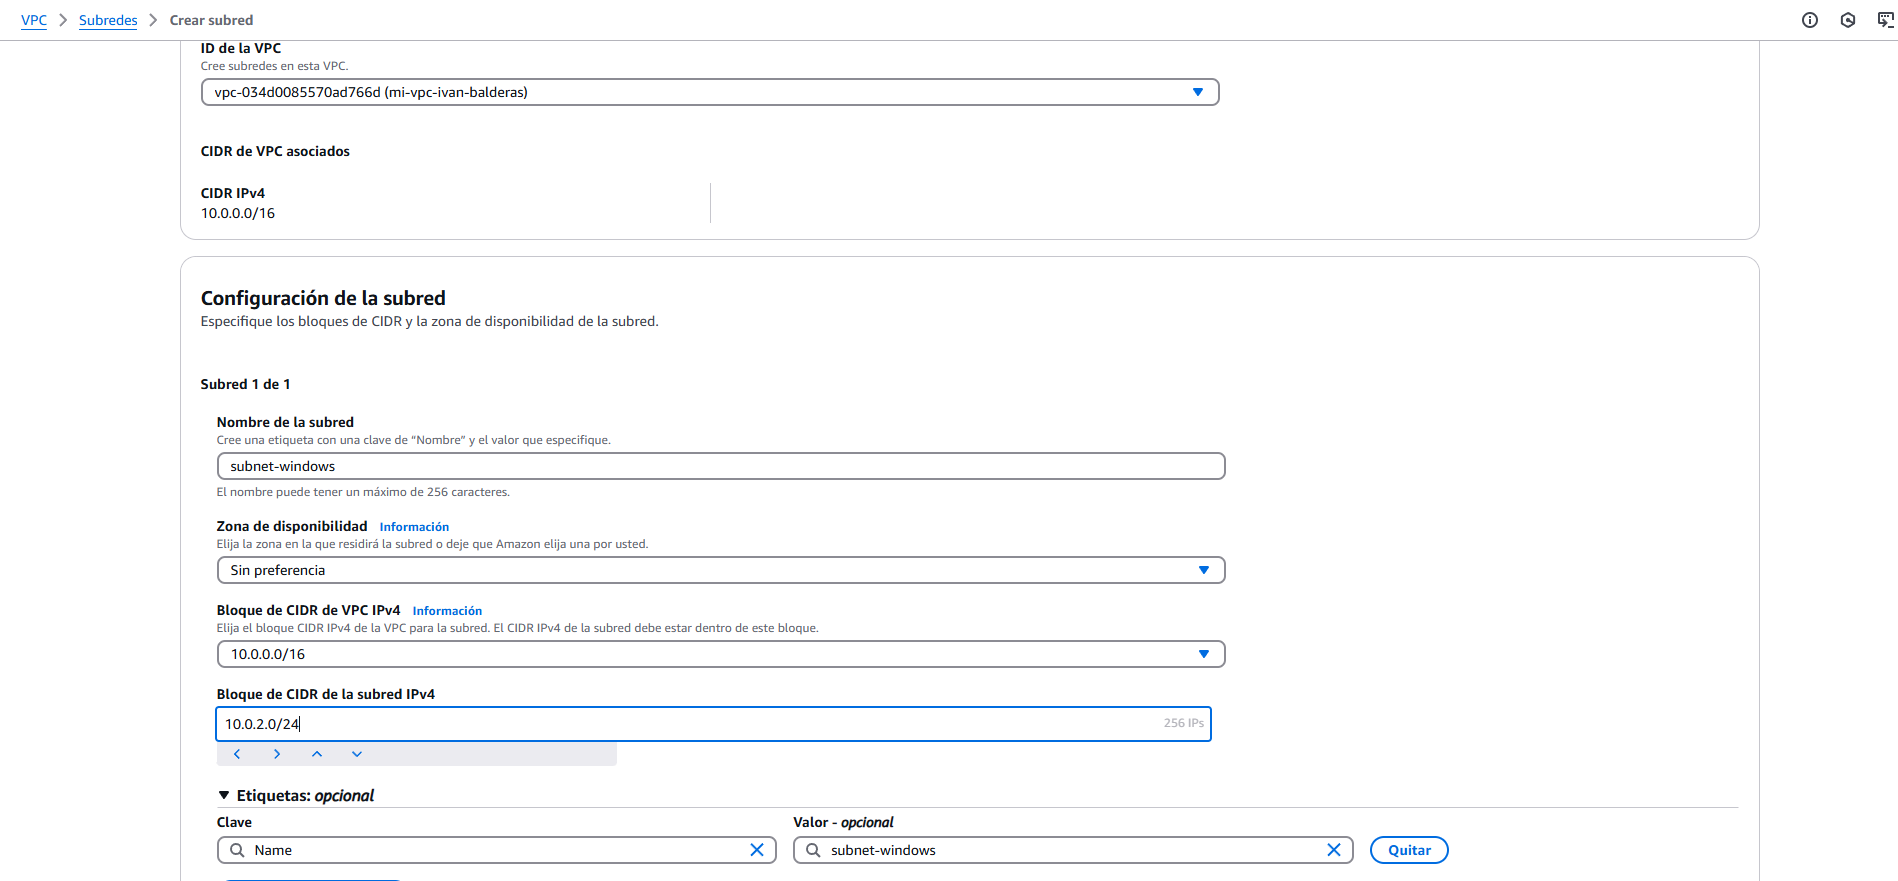 VPC > Subredes > Crear subred
ID de la VPC
Cree subredes en esta VPC.
vpc-034d0085570ad766d (mi-vpc-ivan-balderas)
CIDR de VPC asociados
CIDR IPv4
10.0.0.0/16
Configuración de la subred
Especifique los bloques de CIDR y la zona de disponibilidad de la subred.
Subred 1 de 1
Nombre de la subred
Cree una etiqueta con una clave de “Nombre” y el valor que especifique.
subnet-windows
El nombre puede tener un máximo de 256 caracteres.
Zona de disponibilidad Información
Elija la zona en la que residirá la subred o deje que Amazon elija una por usted.
Sin preferencia
Bloque de CIDR de VPC IPv4 Información
Elija el bloque CIDR IPv4 de la VPC para la subred. El CIDR IPv4 de la subred debe estar dentro de este bloque.
10.0.0.0/16
Bloque de CIDR de la subred IPv4
10.0.2.0/24 256 IPs
Etiquetas: opcional
Clave Valor - opcional
Name subnet-windows Quitar